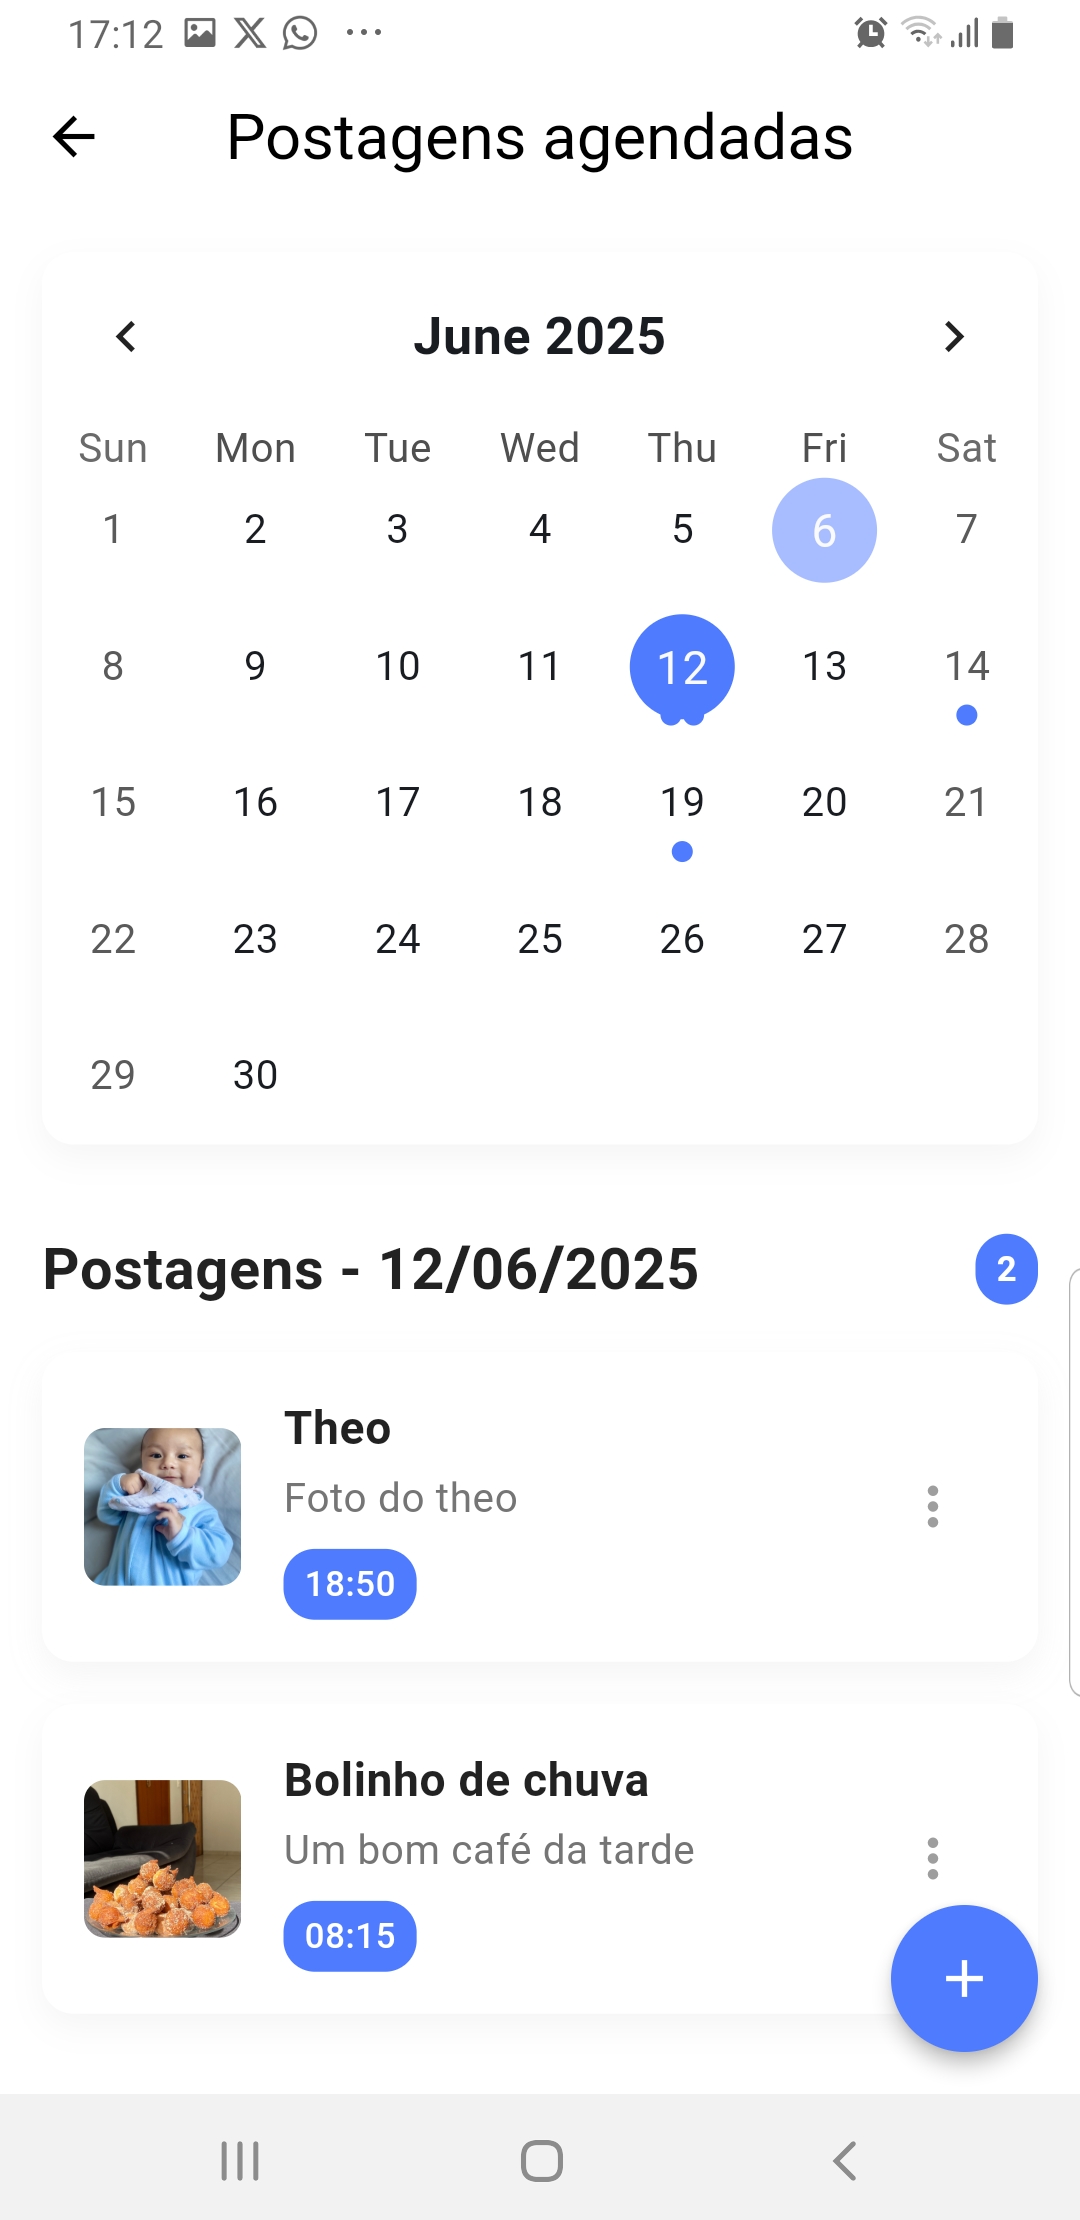 17:12
Postagens agendadas
June 2025
Sun Mon Tue Wed Thu Fri Sat
1 2 3 4 5 6 7
8 9 10 11 12 13 14
15 16 17 18 19 20 21
22 23 24 25 26 27 28
29 30
Postagens - 12/06/2025 2
Theo
Foto do theo
18:50
Bolinho de chuva
Um bom café da tarde
08:15